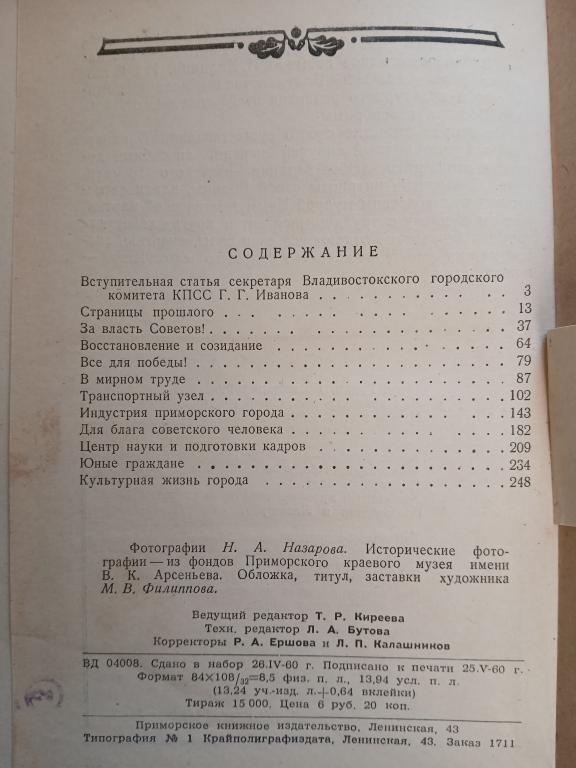 СОДЕРЖАНИЕ
Вступительная статья секретаря Владивостокского городского
комитета КПСС Г. Г. Иванова . . . . . . . . 3
Страницы прошлого . . . . . . . . . . . . . 13
За власть Советов! . . . . . . . . . . . . . 37
Восстановление и созидание . . . . . . . . . . 64
Все для победы! . . . . . . . . . . . . . . 79
В мирном труде . . . . . . . . . . . . . . 87
Транспортный узел . . . . . . . . . . . . . 102
Индустрия приморского города . . . . . . . . . 143
Для блага советского человека . . . . . . . . . 182
Центр науки и подготовки кадров . . . . . . . . 209
Юные граждане . . . . . . . . . . . . . . 234
Культурная жизнь города . . . . . . . . . . . 248
Фотографии Н. А. Назарова. Исторические фото-
графии — из фондов Приморского краевого музея имени
В. К. Арсеньева. Обложка, титул, заставки художника
М. В. Филиппова.
Ведущий редактор Т. Р. Киреева
Техн. редактор Л. А. Бутова
Корректоры Р. А. Ершова и Л. П. Калашников
ВД 04008. Сдано в набор 26.IV-60 г. Подписано к печати 25.V-60 г.
Формат 84×108/32=8,5 физ. п. л., 13,94 усл. п. л.
(13,24 уч.-изд. л.+0,64 вклейки)
Тираж 15 000. Цена 6 руб. 20 коп.
Приморское книжное издательство, Ленинская, 43
Типография № 1 Крайполиграфиздата, Ленинская, 43. Заказ 1711